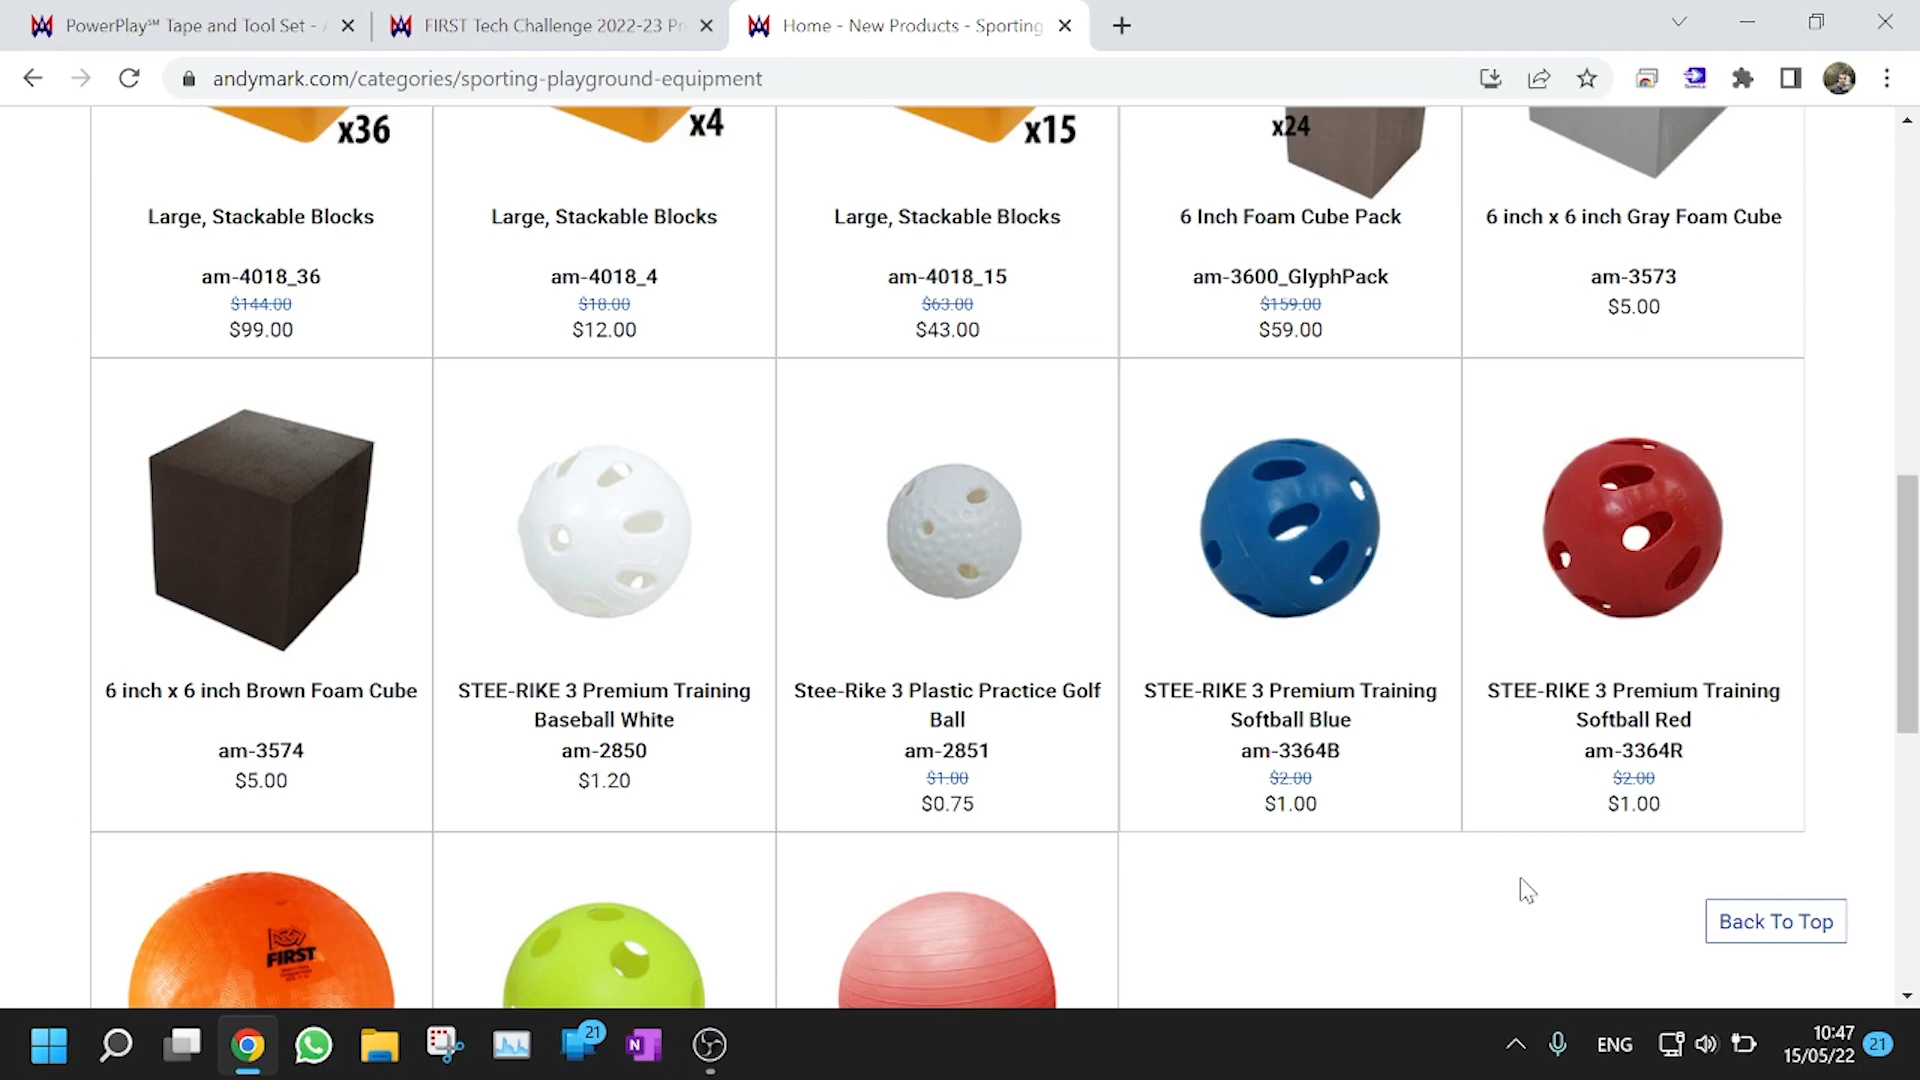 PowerPlay℠ Tape and Tool Set - A
FIRST Tech Challenge 2022-23 Pr
Home - New Products - Sporting
andymark.com/categories/sporting-playground-equipment
x36
x4
x15
x24
Large, Stackable Blocks
am-4018_36
$144.00
$99.00
Large, Stackable Blocks
am-4018_4
$18.00
$12.00
Large, Stackable Blocks
am-4018_15
$63.00
$43.00
6 Inch Foam Cube Pack
am-3600_GlyphPack
$159.00
$59.00
6 inch x 6 inch Gray Foam Cube
am-3573
$5.00
6 inch x 6 inch Brown Foam Cube
am-3574
$5.00
STEE-RIKE 3 Premium Training
Baseball White
am-2850
$1.20
Stee-Rike 3 Plastic Practice Golf
Ball
am-2851
$1.00
$0.75
STEE-RIKE 3 Premium Training
Softball Blue
am-3364B
$2.00
$1.00
STEE-RIKE 3 Premium Training
Softball Red
am-3364R
$2.00
$1.00
FIRST
Back To Top
21
N
ENG
10:47
15/05/22
21